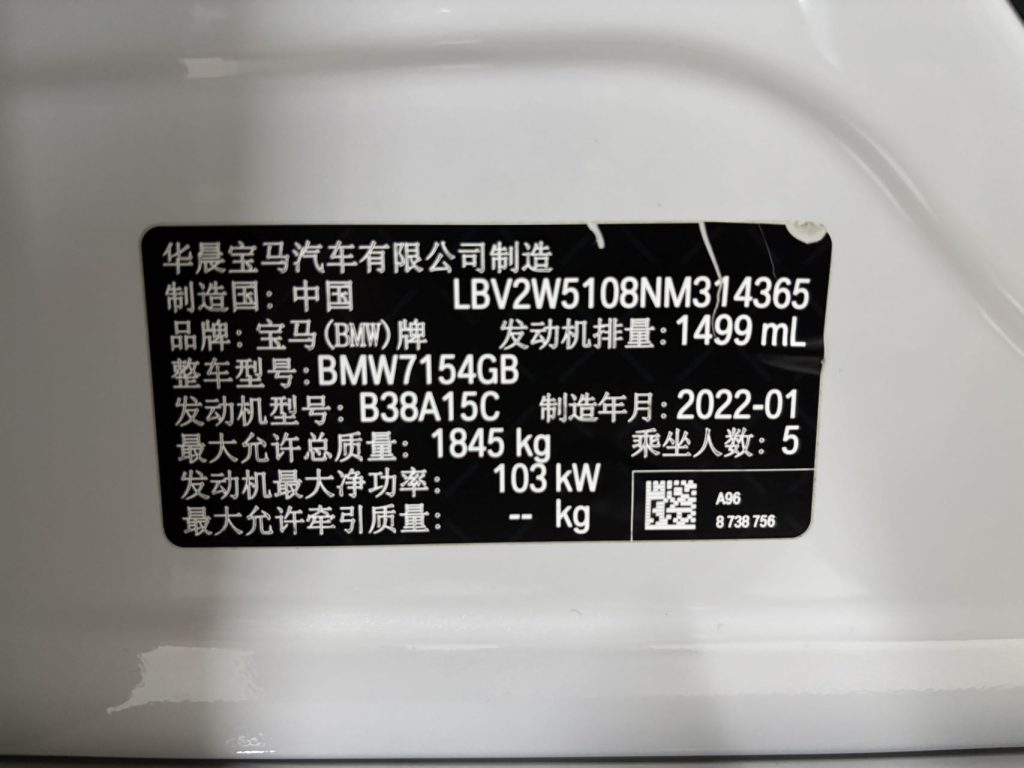 华晨宝马汽车有限公司制造
制造国: 中国 LBV2W5108NM314365
品牌: 宝马(BMW)牌 发动机排量: 1499 mL
整车型号: BMW7154GB
发动机型号: B38A15C 制造年月: 2022-01
最大允许总质量: 1845 kg 乘坐人数: 5
发动机最大净功率: 103 kW
最大允许牵引质量: -- kg
A96
8 738 756